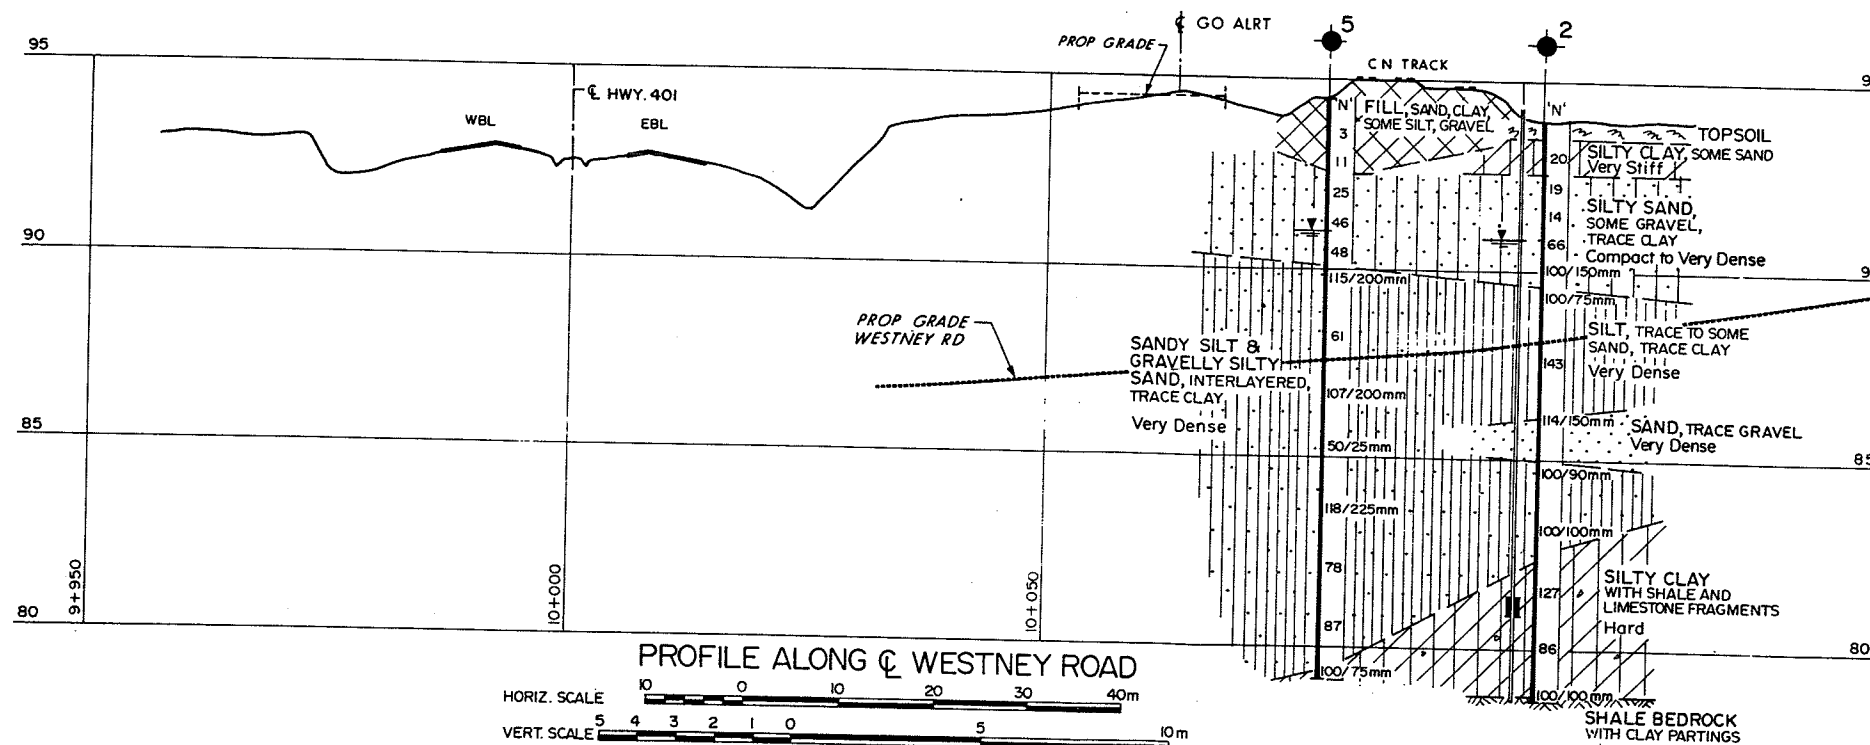 ℄ GO ALRT
5
2
95
PROP GRADE
CN TRACK
9
℄ HWY. 401
WBL
EBL
'N'
FILL, SAND, CLAY,
SOME SILT, GRAVEL
'N'
3
11
25
46
48
115/200mm
61
107/200mm
50/25mm
118/225mm
78
87
100/75mm
20
19
14
66
100/150mm
100/75mm
143
114/150mm
100/90mm
100/100mm
127
86
100/100mm
TOPSOIL
SILTY CLAY, SOME SAND
Very Stiff
SILTY SAND,
SOME GRAVEL,
TRACE CLAY
Compact to Very Dense
90
9
PROP GRADE
WESTNEY RD
SANDY SILT &
GRAVELLY SILTY
SAND, INTERLAYERED,
TRACE CLAY
Very Dense
SILT, TRACE TO SOME
SAND, TRACE CLAY
Very Dense
SAND, TRACE GRAVEL
Very Dense
85
85
SILTY CLAY
WITH SHALE AND
LIMESTONE FRAGMENTS
Hard
80
80
9+950
10+000
10+050
SHALE BEDROCK
WITH CLAY PARTINGS
PROFILE ALONG ℄ WESTNEY ROAD
HORIZ. SCALE 10 0 10 20 30 40m
VERT. SCALE 5 4 3 2 1 0 5 10m